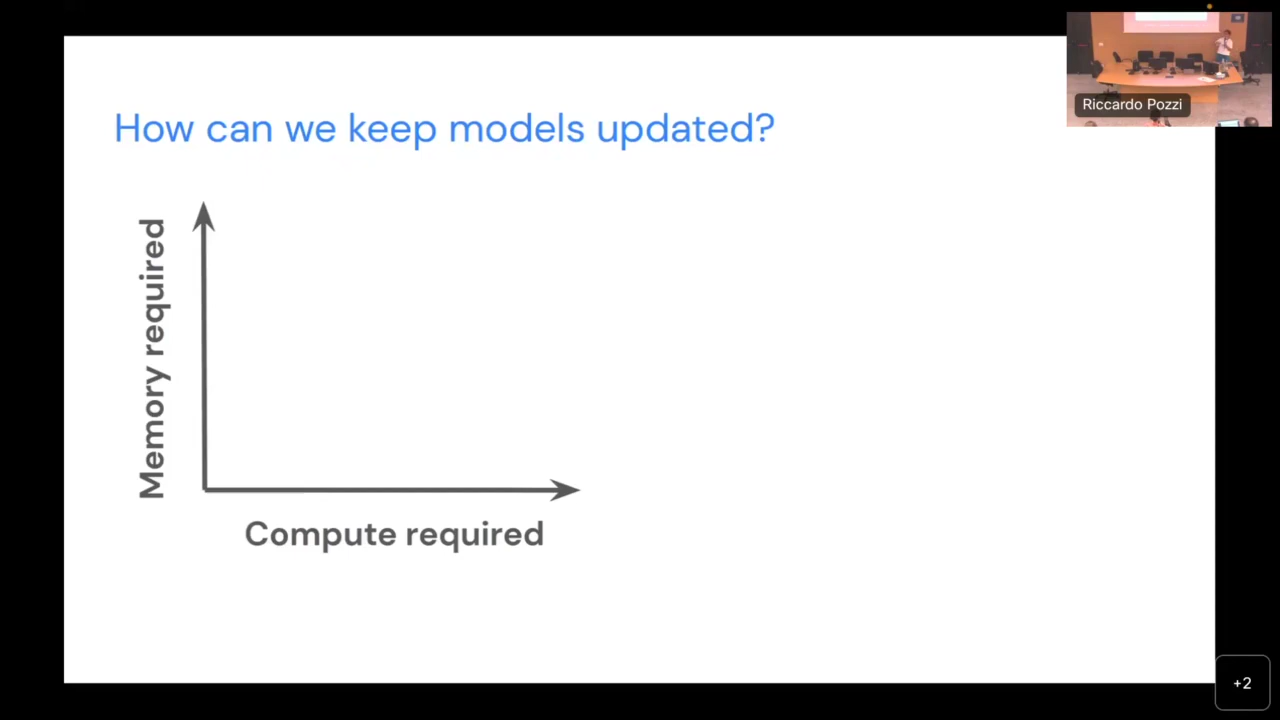 Riccardo Pozzi
How can we keep models updated?
Memory required
Compute required
+2